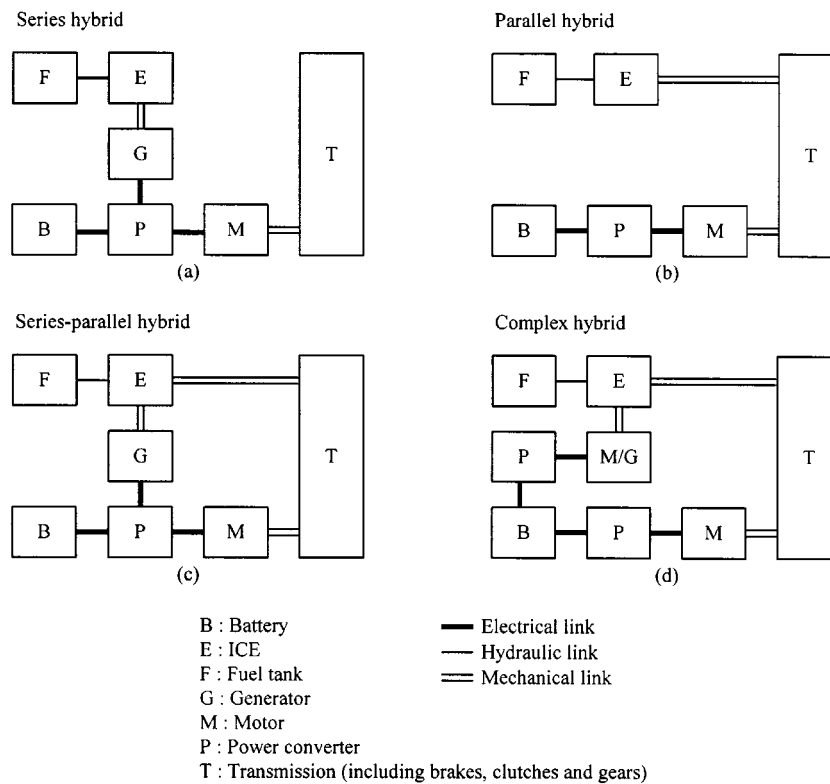 Series hybrid
F
E
G
T
B
P
M
(a)
Parallel hybrid
F
E
T
B
P
M
(b)
Series-parallel hybrid
F
E
G
T
B
P
M
(c)
Complex hybrid
F
E
P
M/G
T
B
P
M
(d)
B : Battery
E : ICE
F : Fuel tank
G : Generator
M : Motor
P : Power converter
T : Transmission (including brakes, clutches and gears)
Electrical link
Hydraulic link
Mechanical link